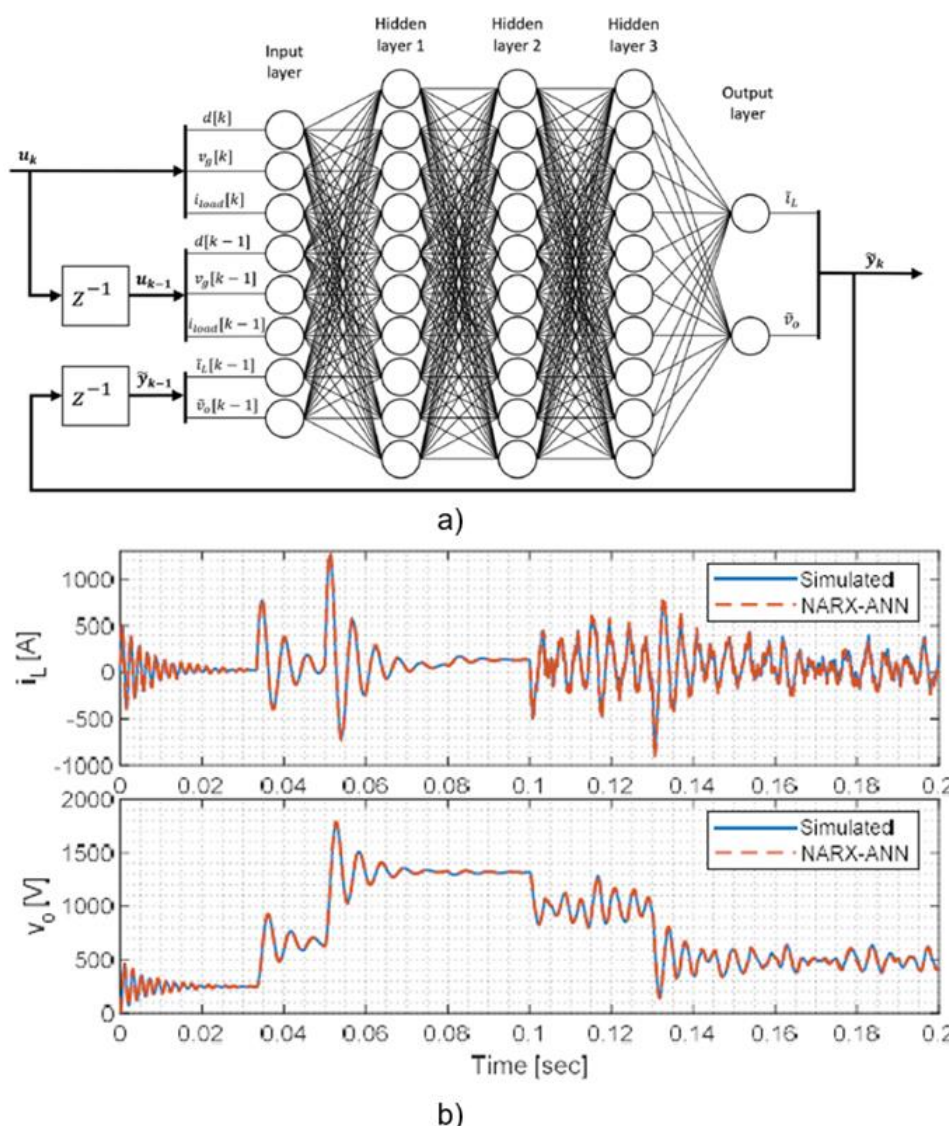 Input layer
Hidden layer 1
Hidden layer 2
Hidden layer 3
Output layer
d[k]
v_g[k]
i_load[k]
u_k
d[k−1]
v_g[k−1]
i_load[k−1]
z⁻¹
u_{k−1}
ĩ_L[k−1]
ṽ_o[k−1]
z⁻¹
ỹ_{k−1}
ĩ_L
ṽ_o
ỹ_k
a)
1000
500
0
-500
-1000
i_L [A]
Simulated
NARX-ANN
0 0.02 0.04 0.06 0.08 0.1 0.12 0.14 0.16 0.18 0.2
2000
1500
1000
500
0
v_o [V]
Simulated
NARX-ANN
0 0.02 0.04 0.06 0.08 0.1 0.12 0.14 0.16 0.18 0.2
Time [sec]
b)